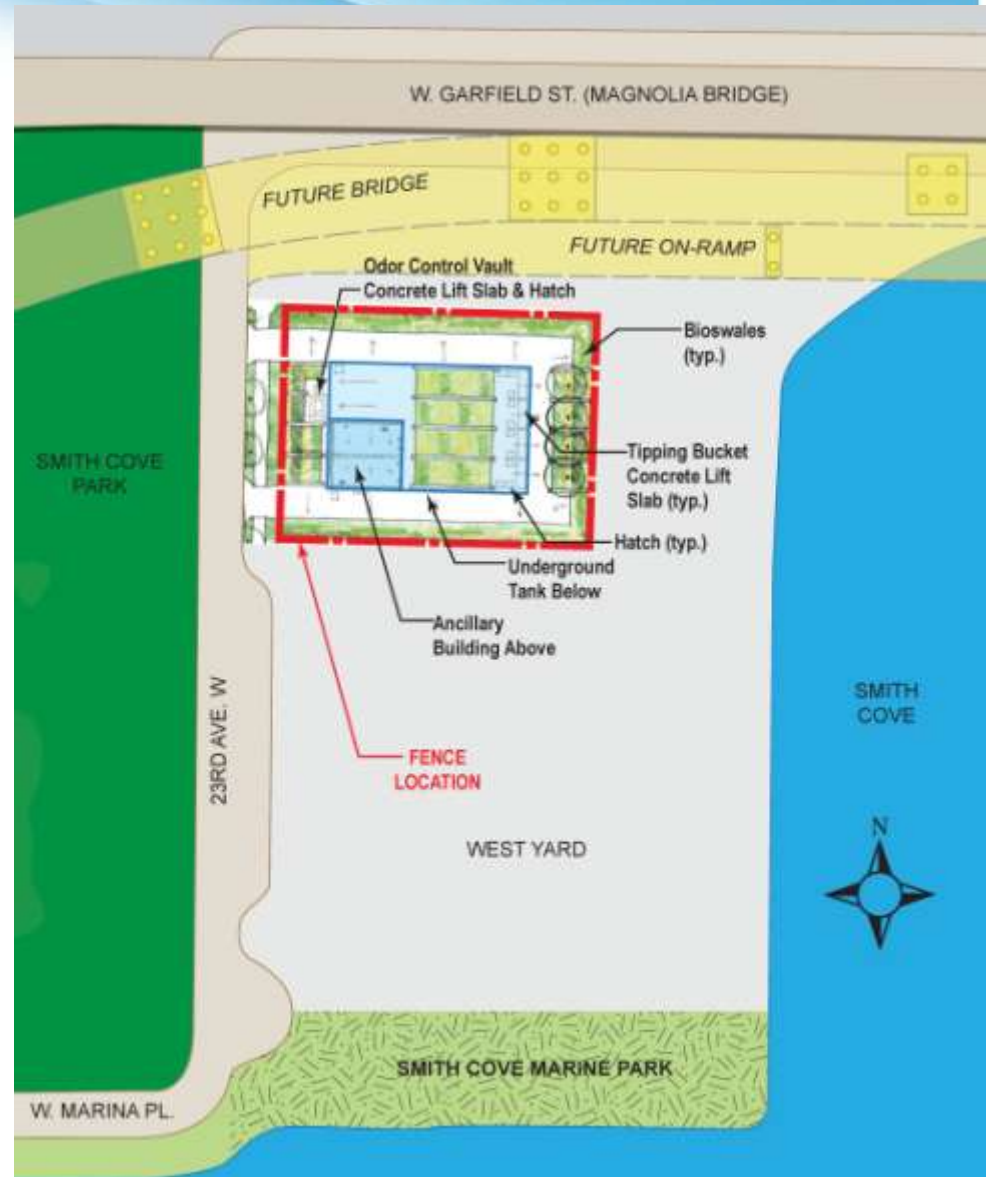 W. GARFIELD ST. (MAGNOLIA BRIDGE)
FUTURE BRIDGE
FUTURE ON-RAMP
Odor Control Vault
Concrete Lift Slab & Hatch
Bioswales
(typ.)
SMITH COVE
PARK
Tipping Bucket
Concrete Lift
Slab (typ.)
Hatch (typ.)
Underground
Tank Below
Ancillary
Building Above
23RD AVE. W
SMITH
COVE
FENCE
LOCATION
N
WEST YARD
SMITH COVE MARINE PARK
W. MARINA PL.